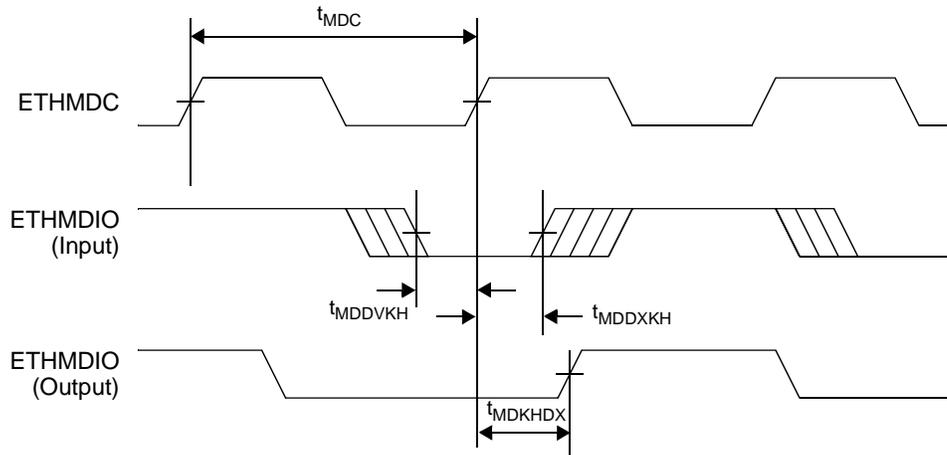 tMDC
ETHMDC
ETHMDIO
(Input)
tMDDVKH
tMDDXKH
ETHMDIO
(Output)
tMDKHDX